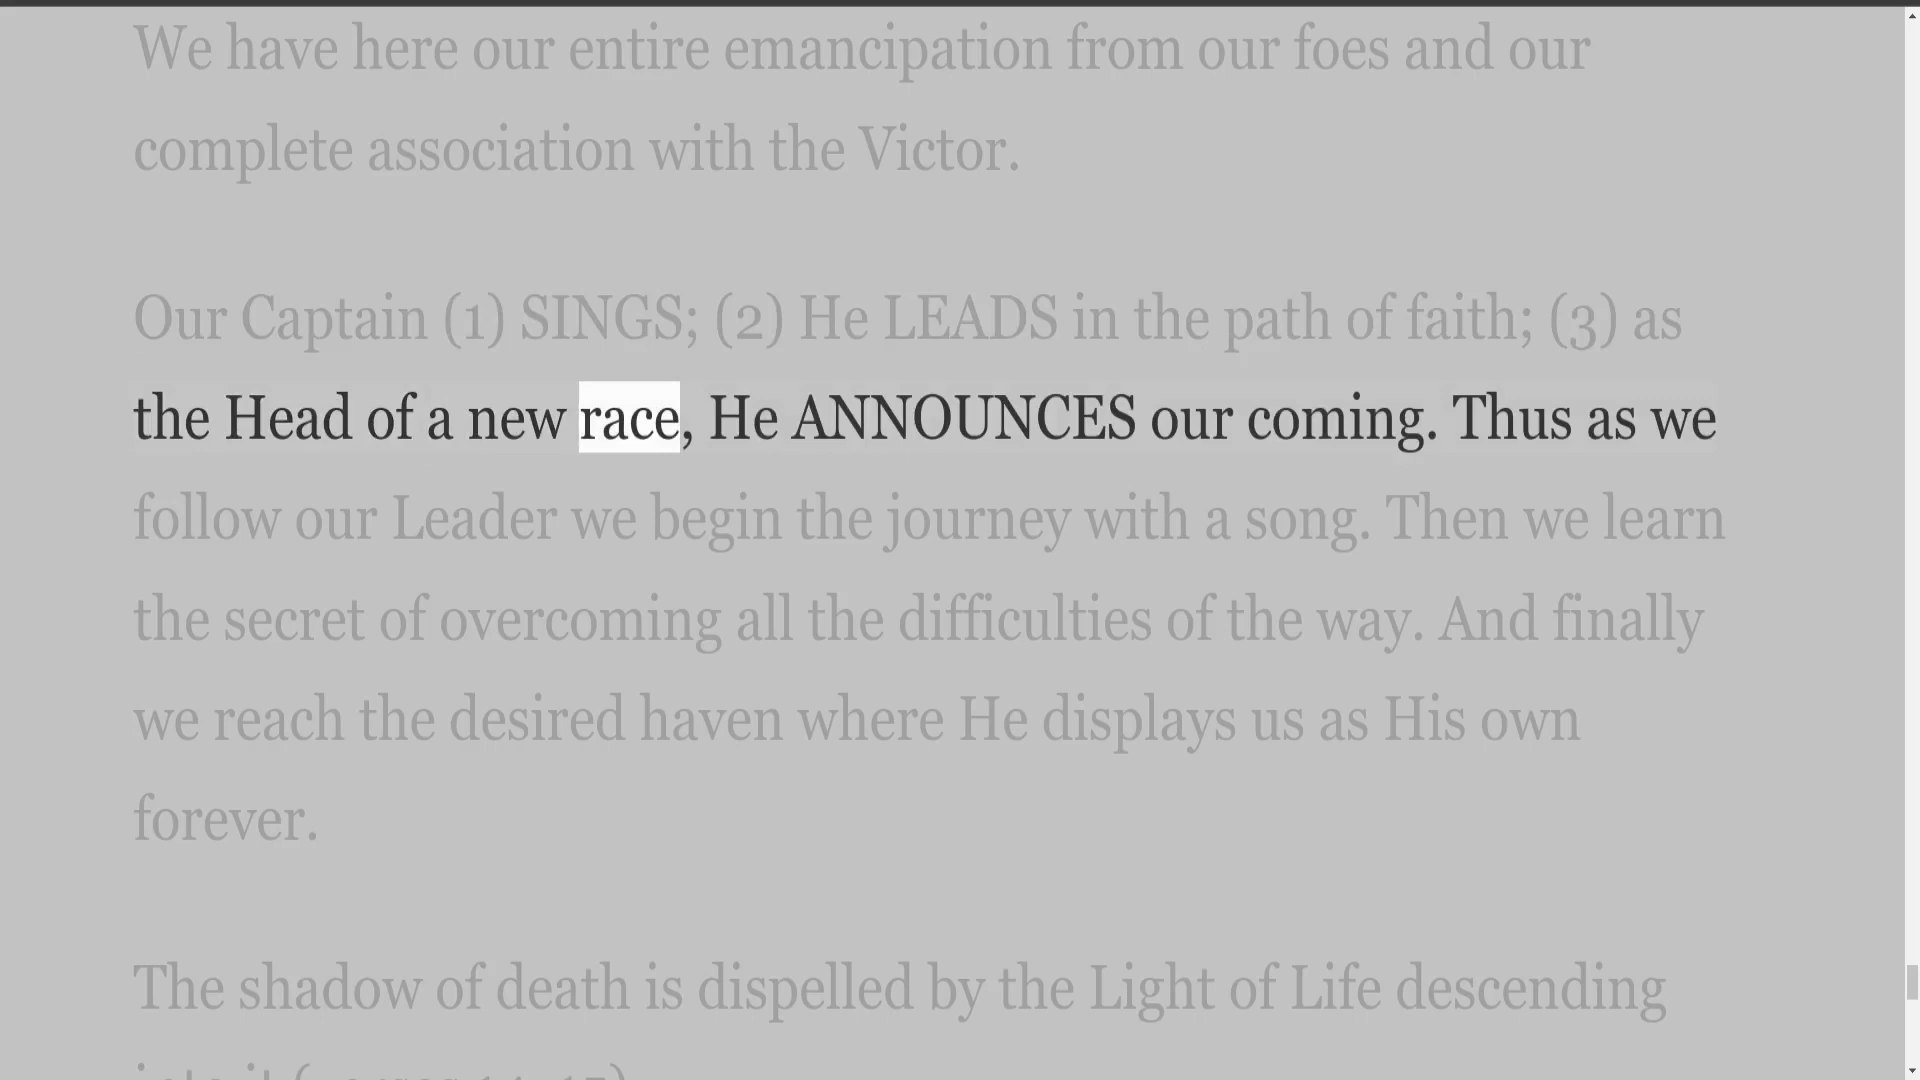 We have here our entire emancipation from our foes and our
complete association with the Victor.
Our Captain (1) SINGS; (2) He LEADS in the path of faith; (3) as
the Head of a new race, He ANNOUNCES our coming. Thus as we
follow our Leader we begin the journey with a song. Then we learn
the secret of overcoming all the difficulties of the way. And finally
we reach the desired haven where He displays us as His own
forever.
The shadow of death is dispelled by the Light of Life descending